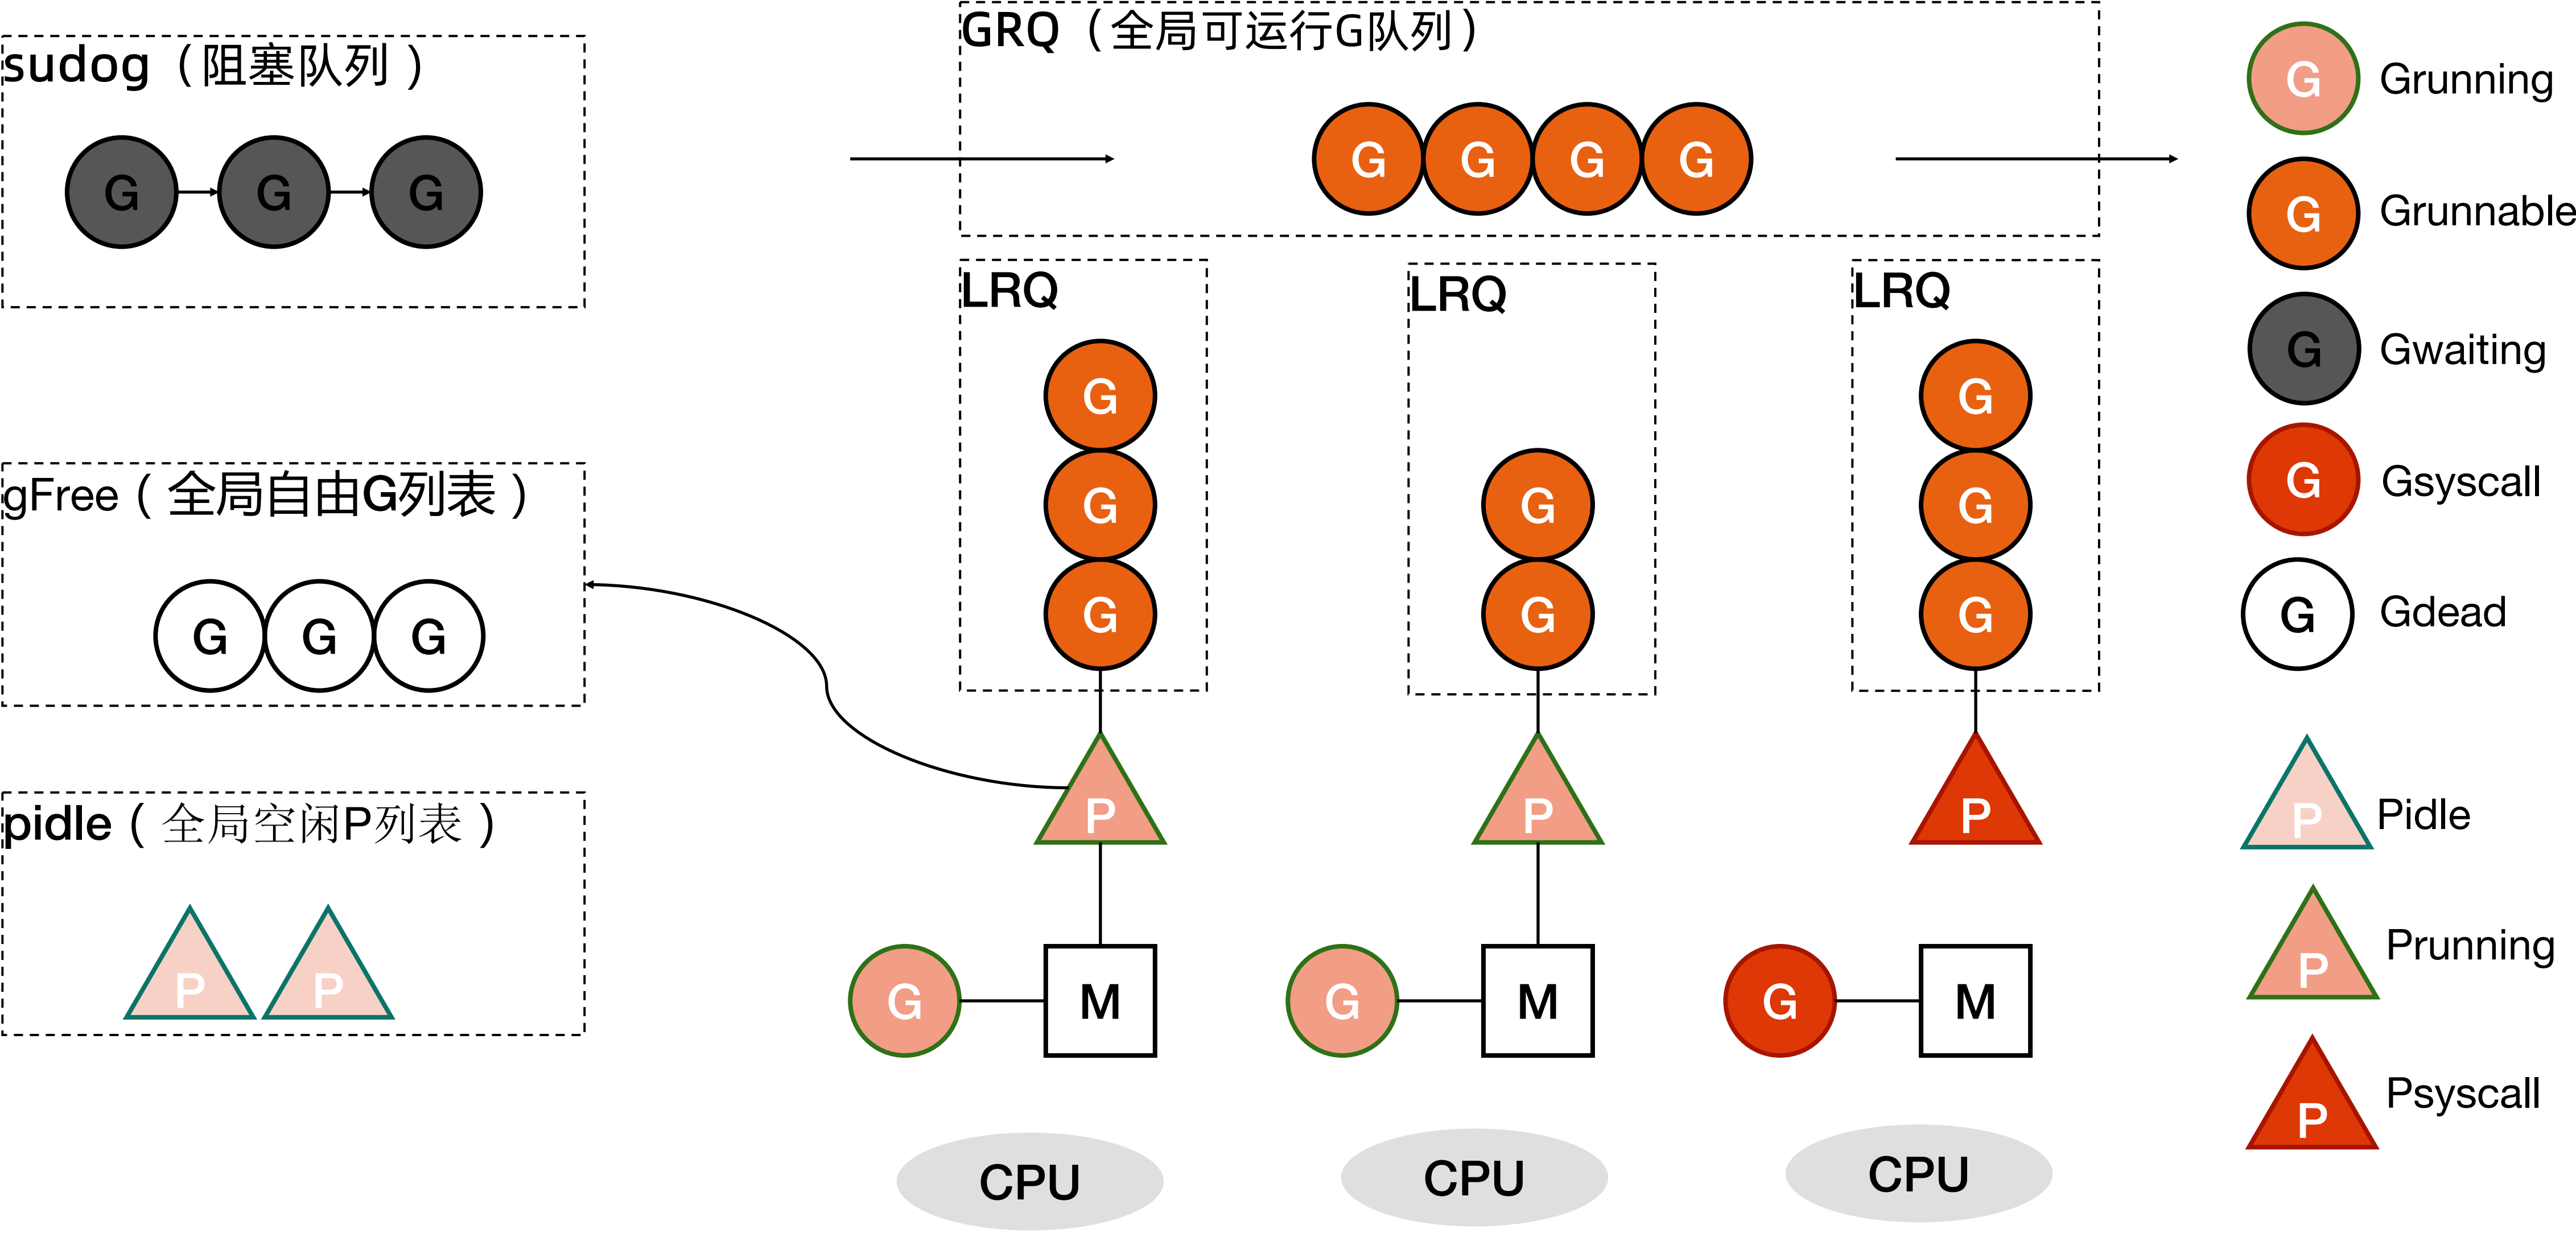 sudog（阻塞队列）
G G G
GRQ（全局可运行G队列）
G G G G
gFree（全局自由G列表）
G G G
pidle（全局空闲P列表）
P P
LRQ
G
G
G
P
G M
CPU
LRQ
G
G
P
G M
CPU
LRQ
G
G
G
P
G M
CPU
G Grunning
G Grunnable
G Gwaiting
G Gsyscall
G Gdead
P Pidle
P Prunning
P Psyscall